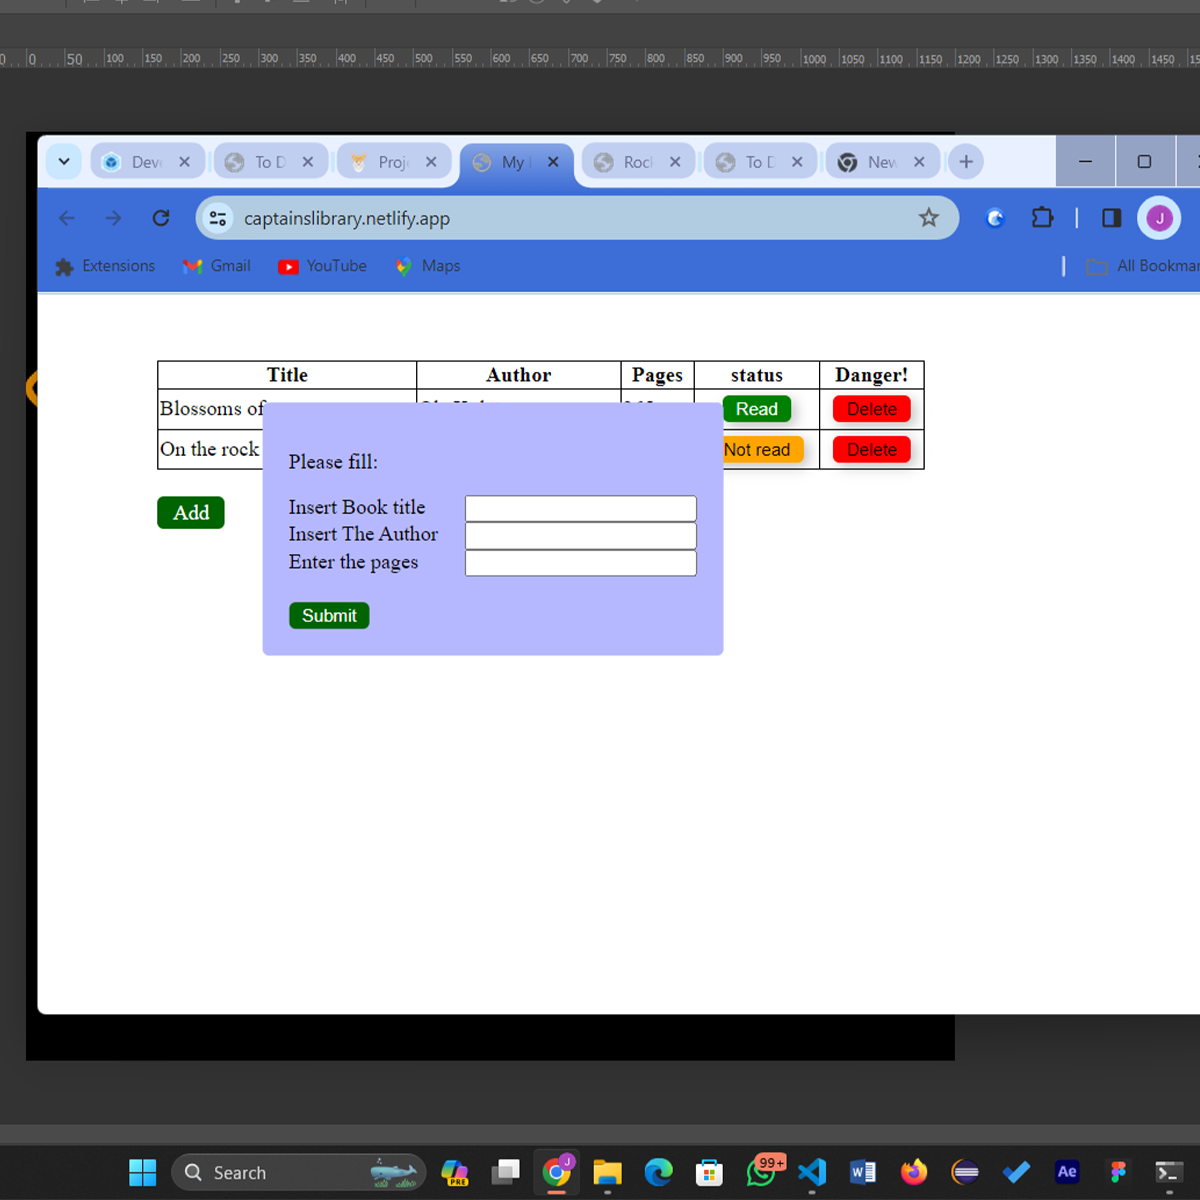 0 50 100 150 200 250 300 350 400 450 500 550 600 650 700 750 800 850 900 950 1000 1050 1100 1150 1200 1250 1300 1350 1400 1450
Dev To D Proj My Roc To D New
captainslibrary.netlify.app
J
Extensions Gmail YouTube Maps All Bookmar
Title Author Pages status Danger!
Blossoms of Read Delete
On the rock Not read Delete
Please fill:
Add
Insert Book title
Insert The Author
Enter the pages
Submit
Search PRE J 99+ W Ae